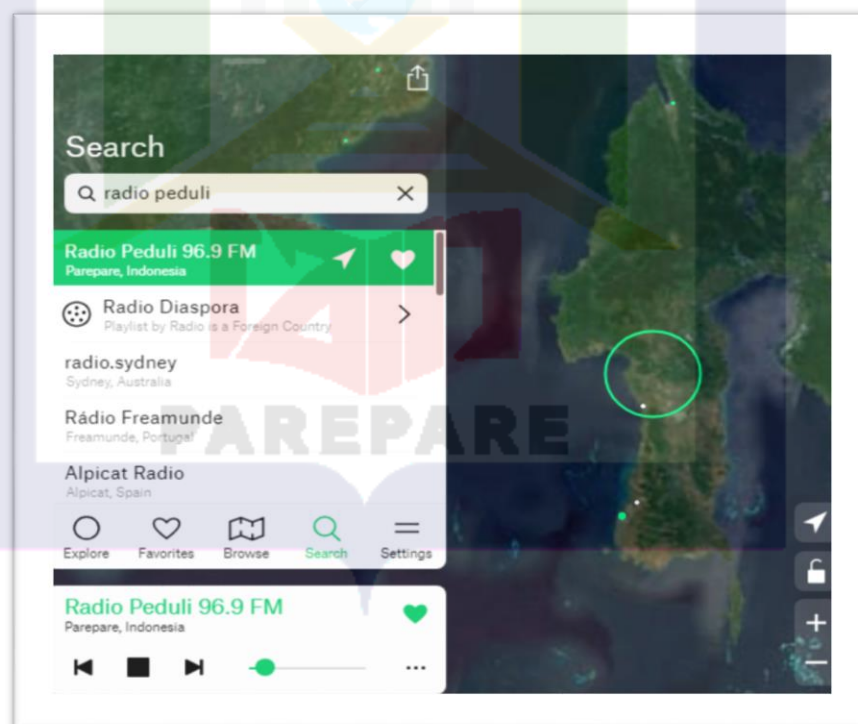 Search
radio peduli
Radio Peduli 96.9 FM
Parepare, Indonesia
Radio Diaspora
Playlist by Radio is a Foreign Country
radio.sydney
Sydney, Australia
Rádio Freamunde
Freamunde, Portugal
PAREPARE
Alpicat Radio
Alpicat, Spain
Explore Favorites Browse Search Settings
Radio Peduli 96.9 FM
Parepare, Indonesia